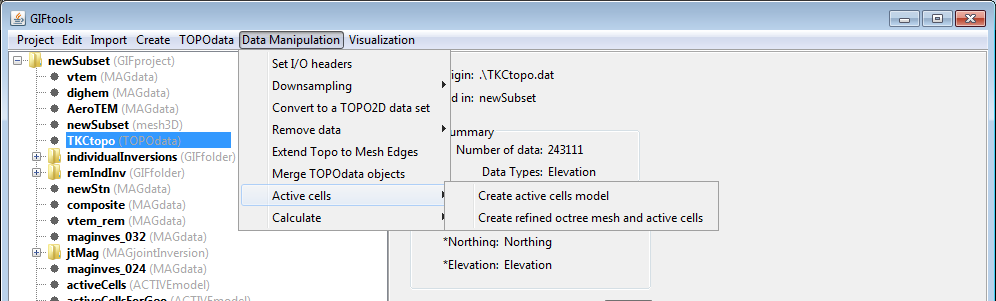 GIFtools
Project Edit Import Create TOPOdata Data Manipulation Visualization
newSubset (GIFproject)
vtem (MAGdata)
dighem (MAGdata)
AeroTEM (MAGdata)
newSubset (mesh3D)
TKCtopo (TOPOdata)
individualInversions (GIFfolder)
remIndInv (GIFfolder)
newStn (MAGdata)
composite (MAGdata)
vtem_rem (MAGdata)
maginves_032 (MAGdata)
jtMag (MAGjointInversion)
maginves_024 (MAGdata)
activeCells (ACTIVEmodel)
activeCellsForGeo (ACTIVEmodel)
Set I/O headers
Downsampling
Convert to a TOPO2D data set
Remove data
Extend Topo to Mesh Edges
Merge TOPOdata objects
Active cells
Calculate
Create active cells model
Create refined octree mesh and active cells
igin: .\TKCtopo.dat
d in: newSubset
ummary
Number of data: 243111
Data Types: Elevation
*Northing: Northing
*Elevation: Elevation